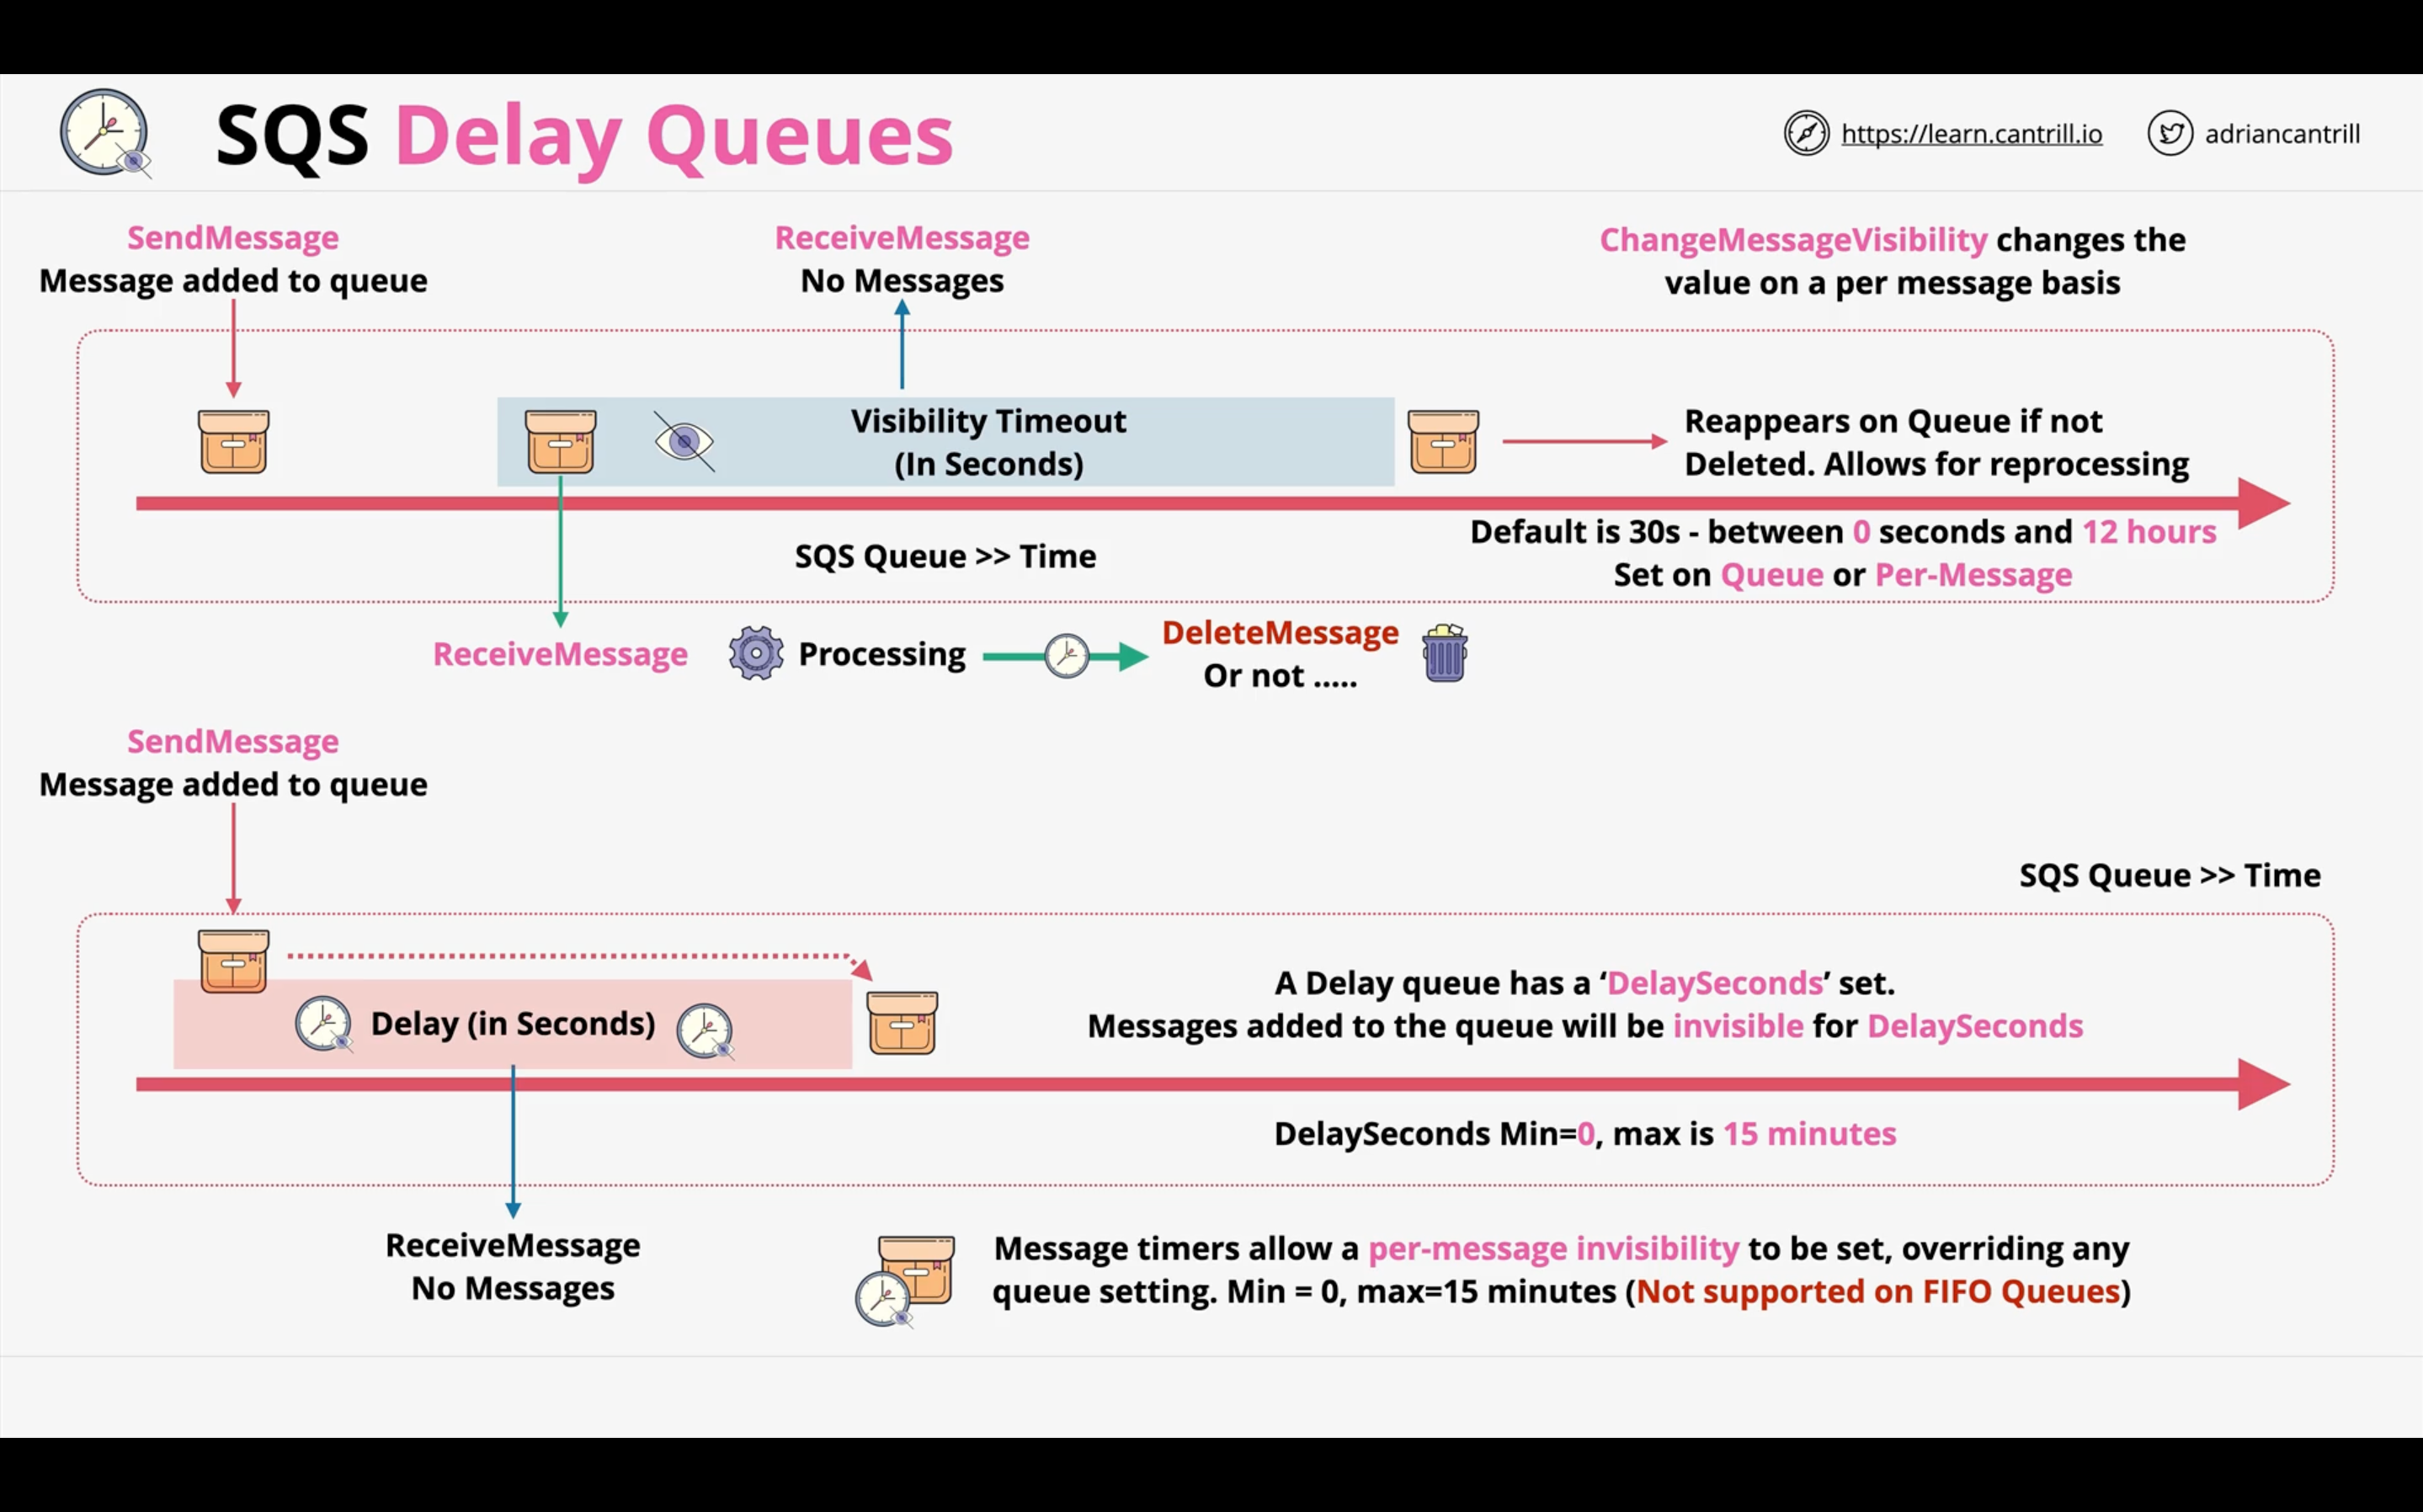 SQS Delay Queues
https://learn.cantrill.io
adriancantrill
SendMessage
Message added to queue
ReceiveMessage
No Messages
ChangeMessageVisibility changes the
value on a per message basis
Visibility Timeout
(In Seconds)
Reappears on Queue if not
Deleted. Allows for reprocessing
SQS Queue >> Time
Default is 30s - between 0 seconds and 12 hours
Set on Queue or Per-Message
ReceiveMessage
Processing
DeleteMessage
Or not .....
SendMessage
Message added to queue
SQS Queue >> Time
Delay (in Seconds)
A Delay queue has a ‘DelaySeconds’ set.
Messages added to the queue will be invisible for DelaySeconds
DelaySeconds Min=0, max is 15 minutes
ReceiveMessage
No Messages
Message timers allow a per-message invisibility to be set, overriding any
queue setting. Min = 0, max=15 minutes (Not supported on FIFO Queues)